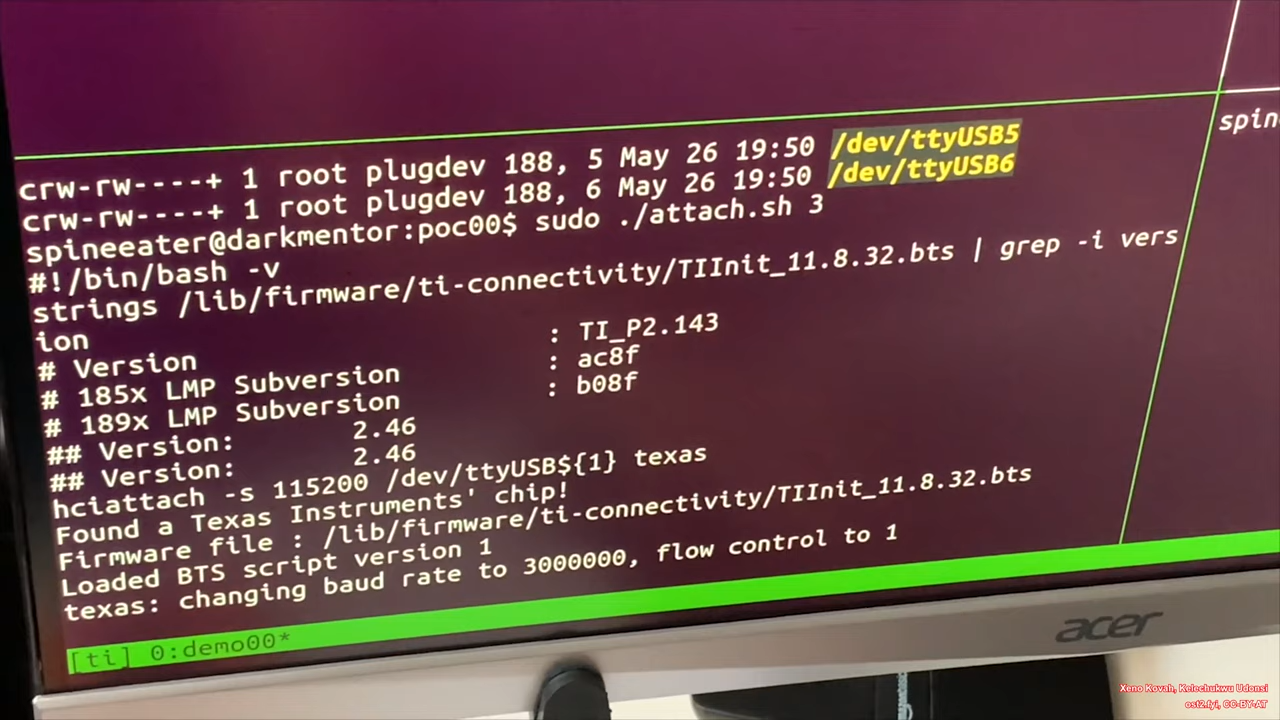 crw-rw----+ 1 root plugdev 188, 5 May 26 19:50 /dev/ttyUSB5
crw-rw----+ 1 root plugdev 188, 6 May 26 19:50 /dev/ttyUSB6
spineeater@darkmentor:poc00$ sudo ./attach.sh 3
#!/bin/bash -v
strings /lib/firmware/ti-connectivity/TIInit_11.8.32.bts | grep -i vers
ion
# Version : TI_P2.143
# 185x LMP Subversion : ac8f
# 189x LMP Subversion : b08f
## Version: 2.46
## Version: 2.46
hciattach -s 115200 /dev/ttyUSB${1} texas
Found a Texas Instruments' chip!
Firmware file : /lib/firmware/ti-connectivity/TIInit_11.8.32.bts
Loaded BTS script version 1
texas: changing baud rate to 3000000, flow control to 1
[ti] 0:demo00*
spin
acer
Xeno Kovah, Kelechukwu Udonsi
ost2.fyi, CC-BY-AT